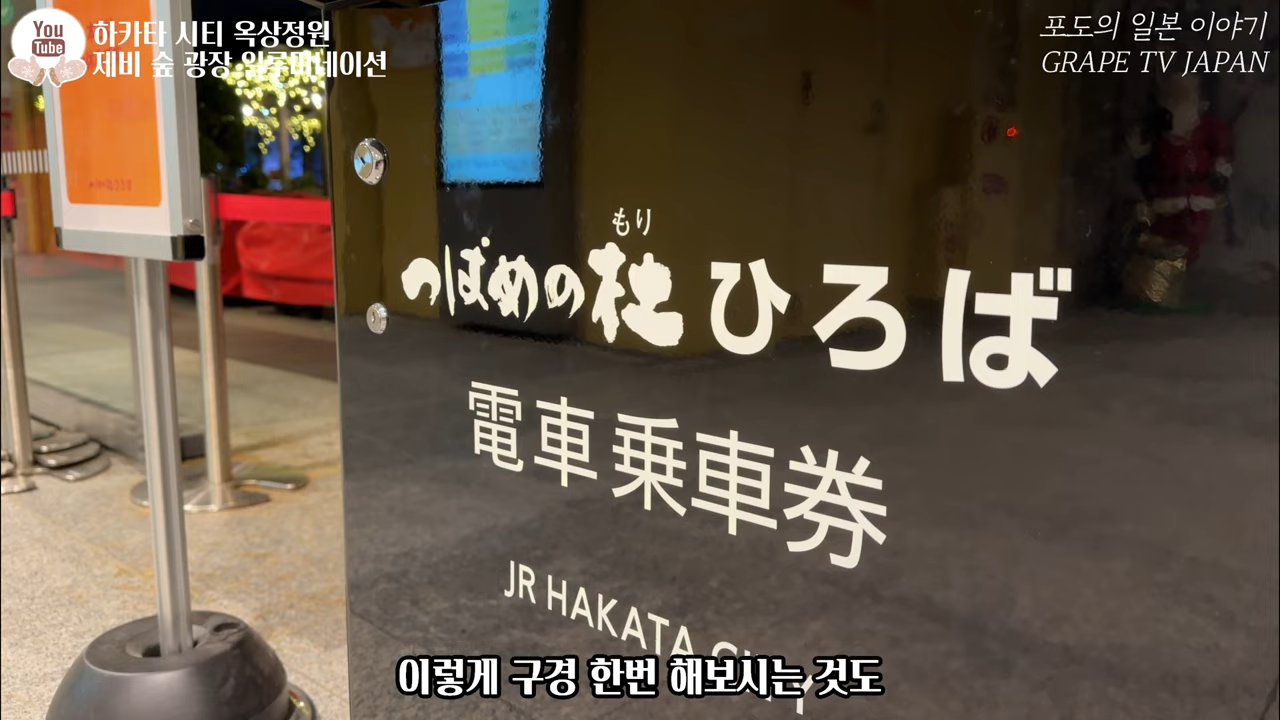 You
Tube
하카타 시티 옥상정원
제비 숲 광장 일루미네이션
포도의 일본 이야기
GRAPE TV JAPAN
もり
つばめの杜 ひろば
電車乗車券
JR HAKATA CITY
이렇게 구경 한번 해보시는 것도